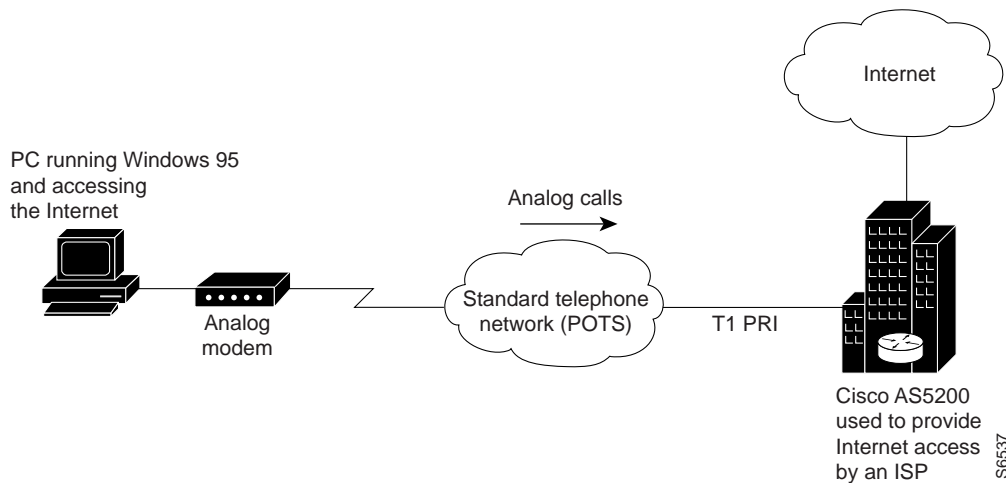 Internet
PC running Windows 95
and accessing
the Internet
Analog calls
Analog
modem
Standard telephone
network (POTS)
T1 PRI
Cisco AS5200
used to provide
Internet access
by an ISP
S6537